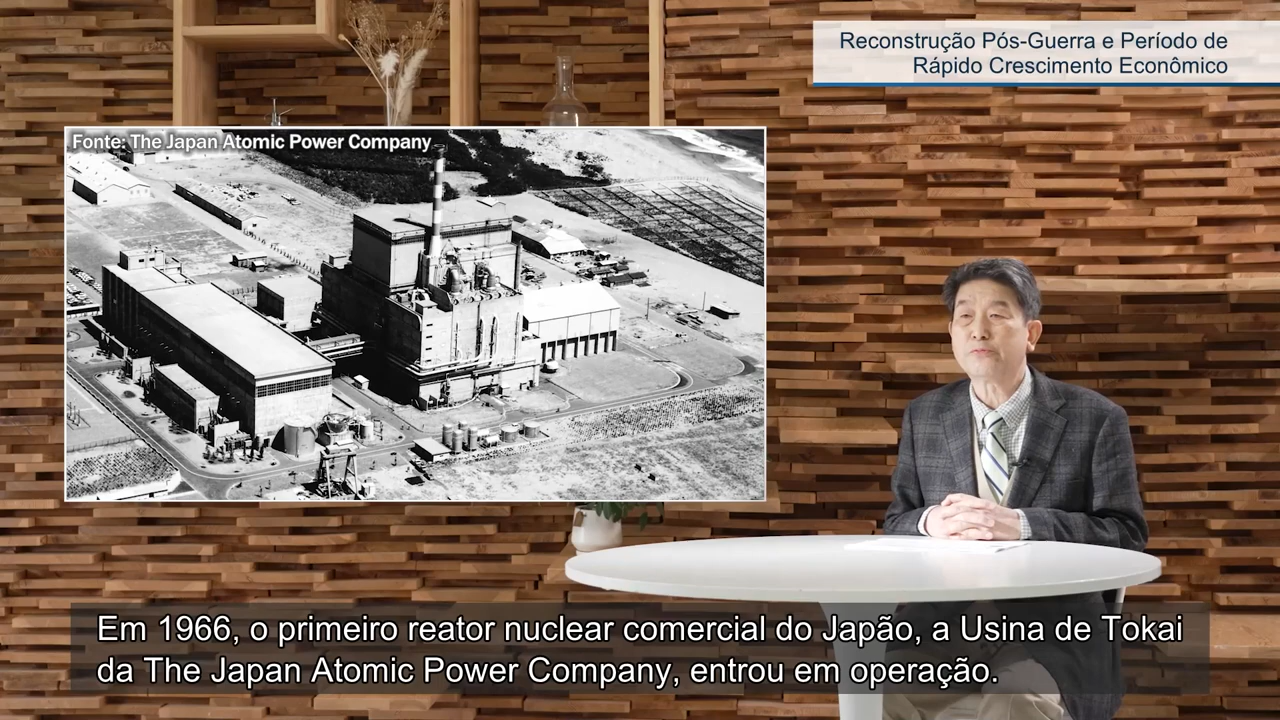 Reconstrução Pós-Guerra e Período de
Rápido Crescimento Econômico
Fonte: The Japan Atomic Power Company
Em 1966, o primeiro reator nuclear comercial do Japão, a Usina de Tokai
da The Japan Atomic Power Company, entrou em operação.